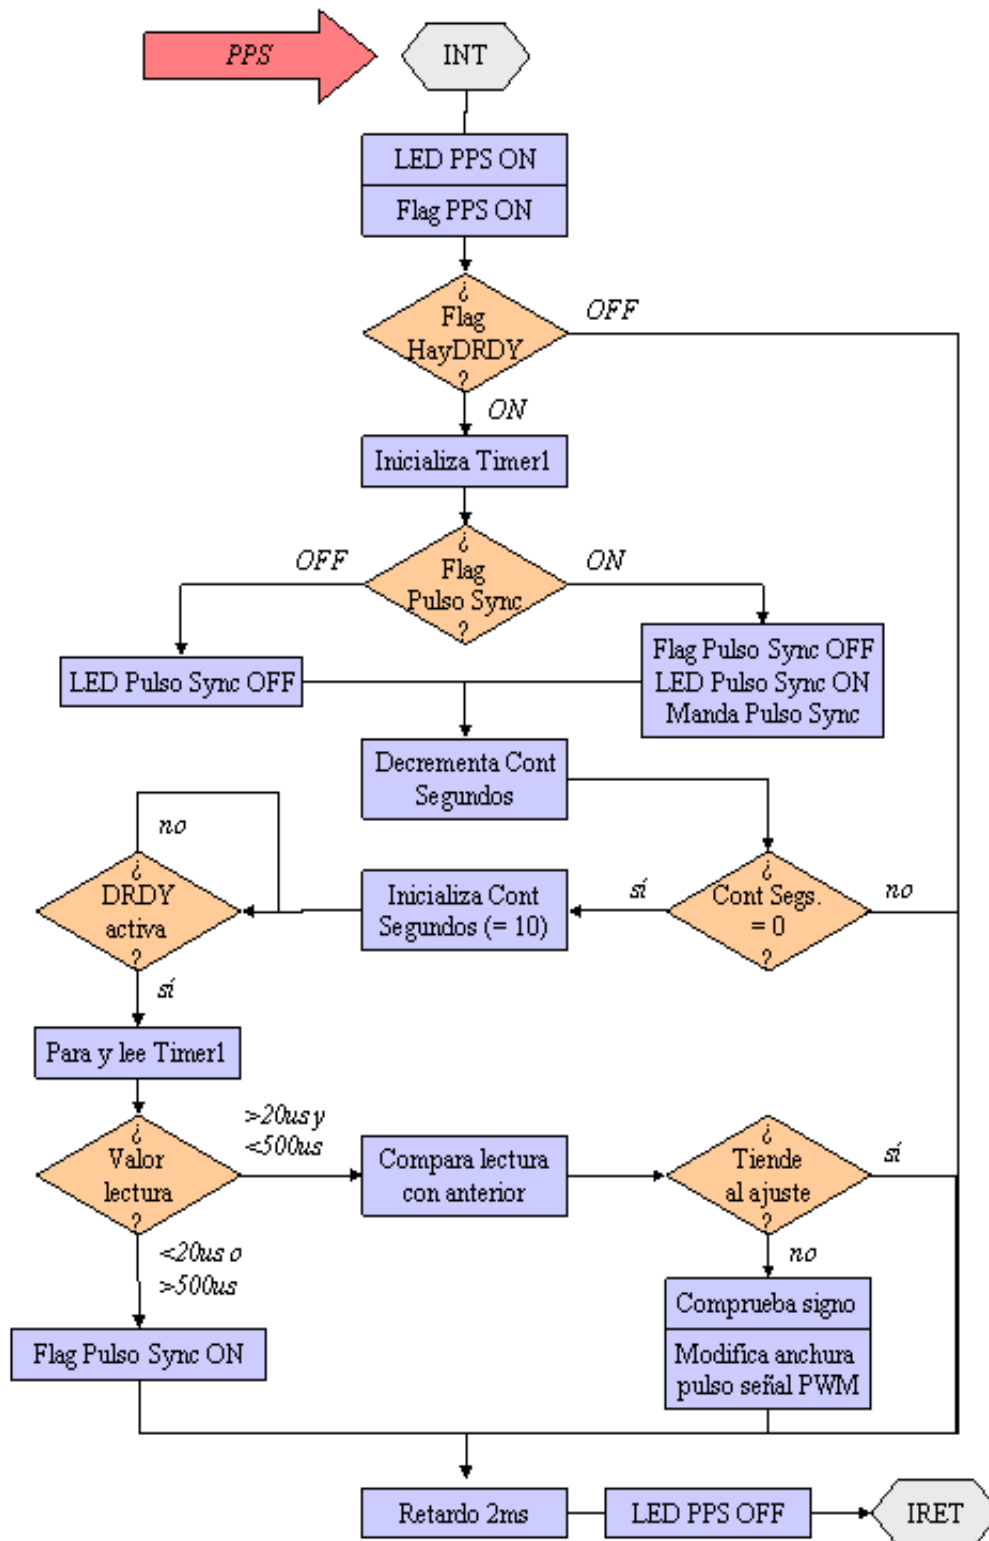 PPS
INT
LED PPS ON
Flag PPS ON
¿
Flag
HayDRDY
?
OFF
ON
Inicializa Timer1
¿
Flag
Pulso Sync
?
OFF
ON
LED Pulso Sync OFF
Flag Pulso Sync OFF
LED Pulso Sync ON
Manda Pulso Sync
Decrementa Cont
Segundos
¿
Cont Segs.
= 0
?
sí
no
Inicializa Cont
Segundos (= 10)
¿
DRDY
activa
?
no
sí
Para y lee Timer1
¿
Valor
lectura
?
>20us y
<500us
<20us o
>500us
Compara lectura
con anterior
¿
Tiende
al ajuste
?
sí
no
Comprueba signo
Modifica anchura
pulso señal PWM
Flag Pulso Sync ON
Retardo 2ms
LED PPS OFF
IRET